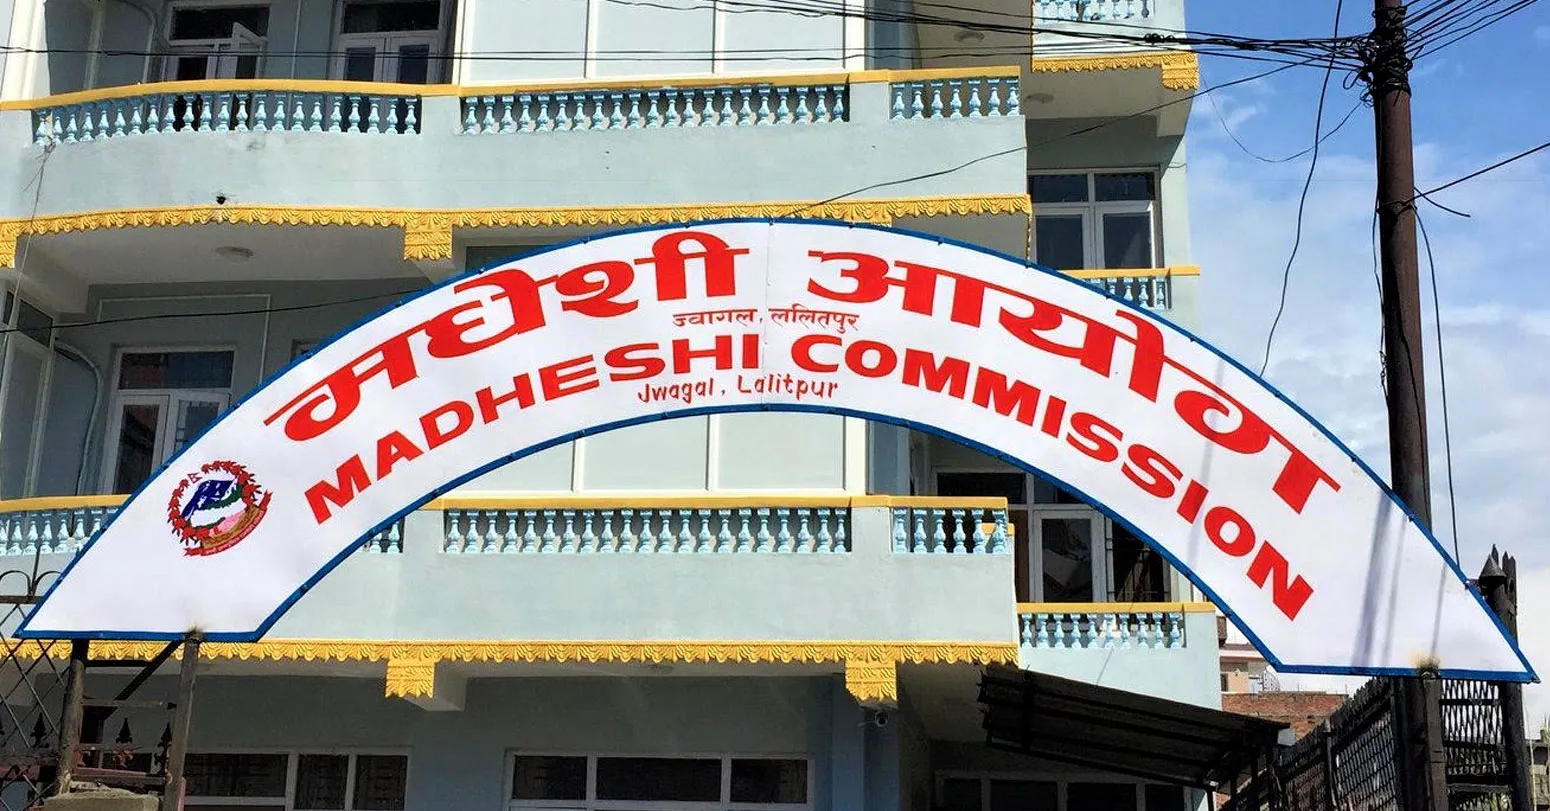 मधेशी आयोग
ज्वागल, ललितपुर
MADHESHI COMMISSION
Jwagal, Lalitpur